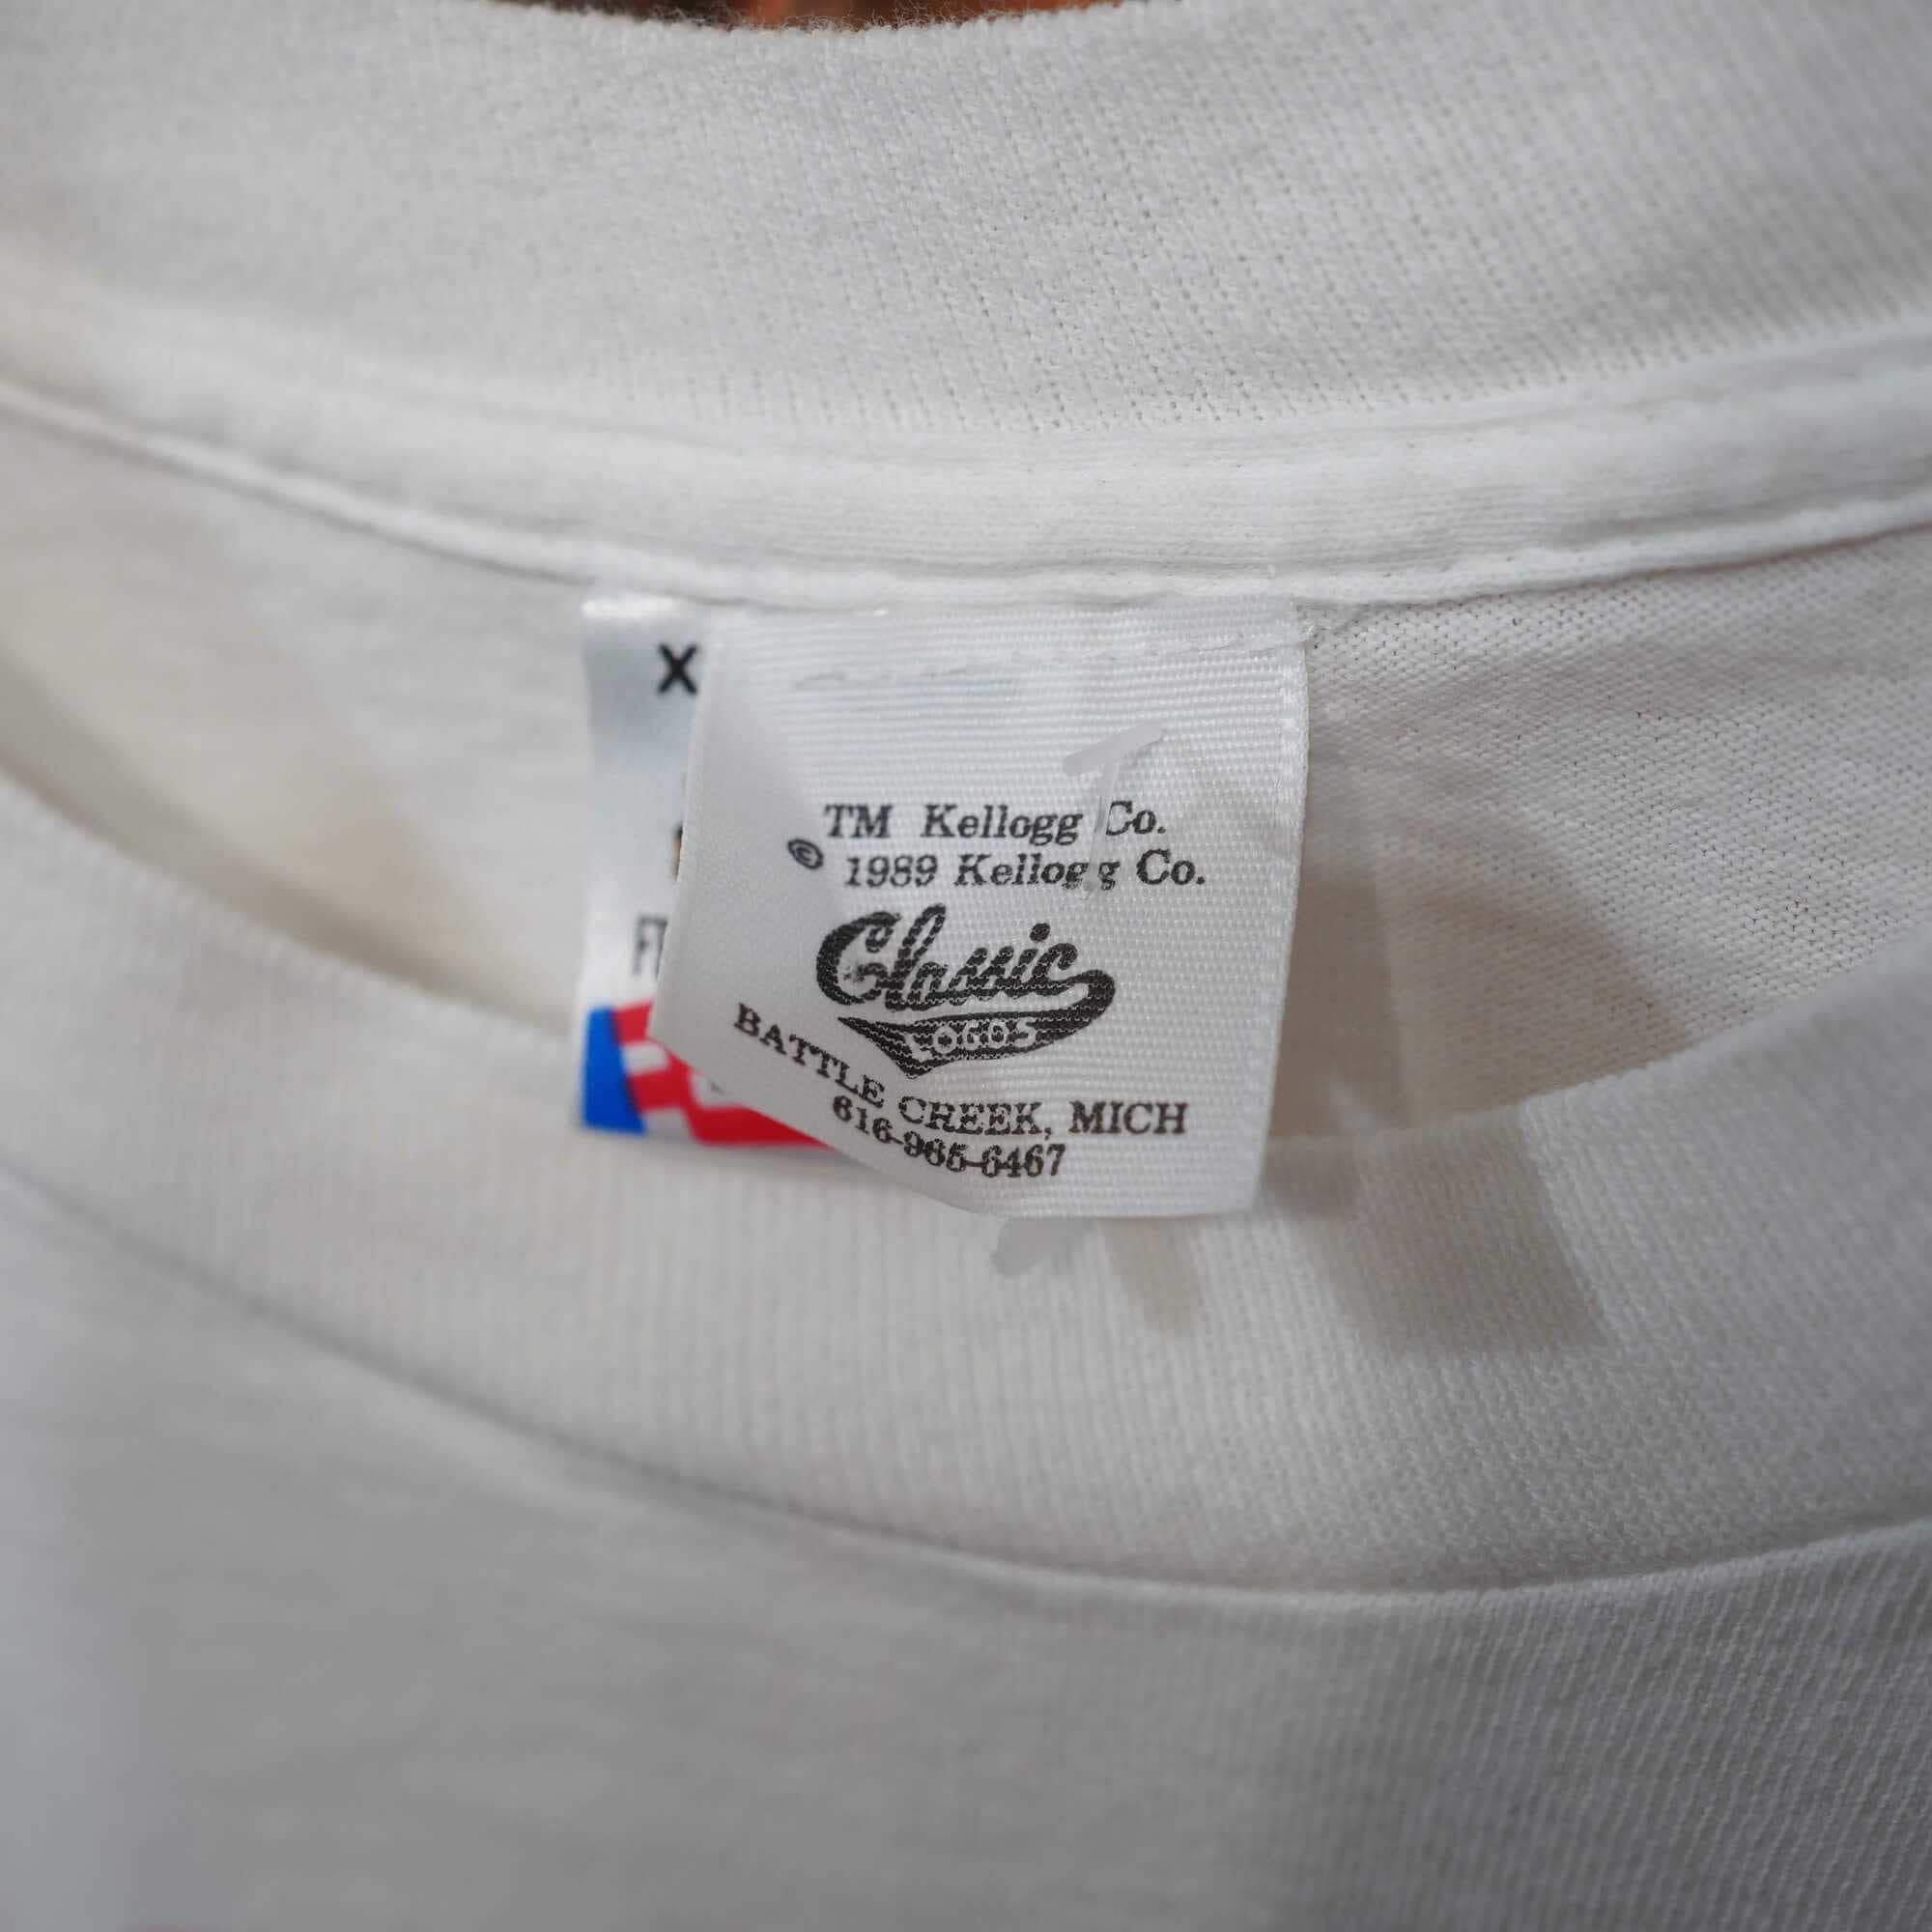 X
TM Kellogg Co.
© 1989 Kellogg Co.
Classic
LOGOS
BATTLE CREEK, MICH
616-965-6467